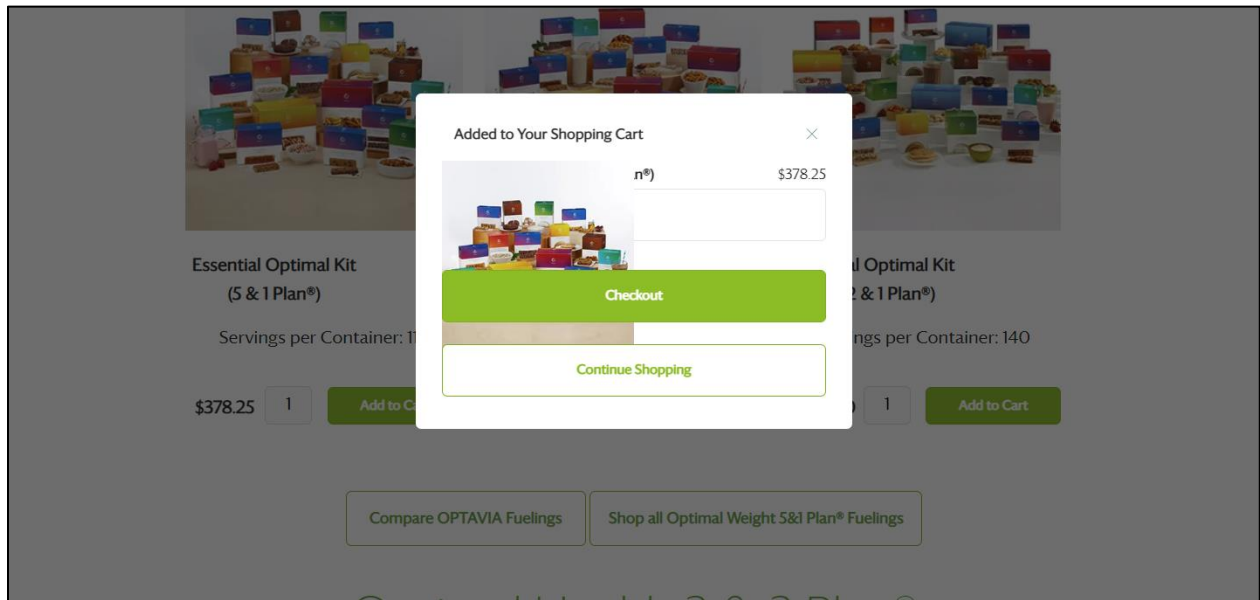 Added to Your Shopping Cart
n®) $378.25
Checkout
Continue Shopping
Essential Optimal Kit
(5 & 1 Plan®)
Servings per Container: 11
$378.25 1 Add to Ca
l Optimal Kit
2 & 1 Plan®)
ngs per Container: 140
1 Add to Cart
Compare OPTAVIA Fuelings
Shop all Optimal Weight 5&1 Plan® Fuelings